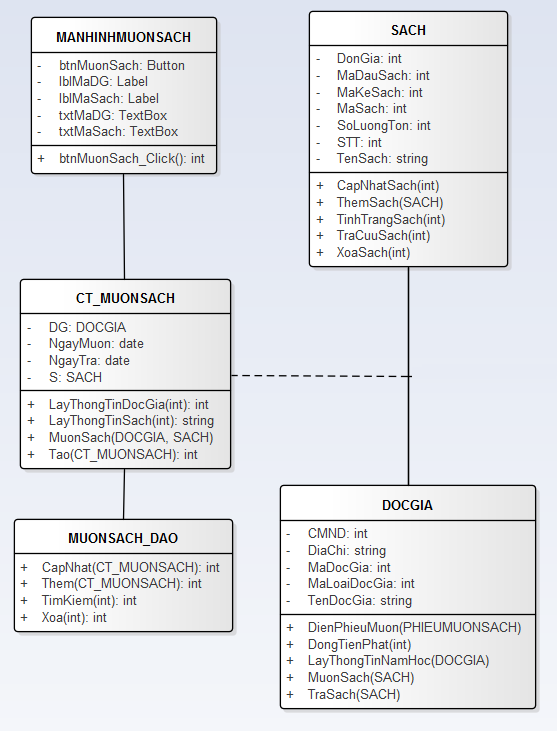 MANHINHMUONSACH
- btnMuonSach: Button
- lblMaDG: Label
- lblMaSach: Label
- txtMaDG: TextBox
- txtMaSach: TextBox
+ btnMuonSach_Click(): int
SACH
- DonGia: int
- MaDauSach: int
- MaKeSach: int
- MaSach: int
- SoLuongTon: int
- STT: int
- TenSach: string
+ CapNhatSach(int)
+ ThemSach(SACH)
+ TinhTrangSach(int)
+ TraCuuSach(int)
+ XoaSach(int)
CT_MUONSACH
- DG: DOCGIA
- NgayMuon: date
- NgayTra: date
- S: SACH
+ LayThongTinDocGia(int): int
+ LayThongTinSach(int): string
+ MuonSach(DOCGIA, SACH)
+ Tao(CT_MUONSACH): int
MUONSACH_DAO
+ CapNhat(CT_MUONSACH): int
+ Them(CT_MUONSACH): int
+ TimKiem(int): int
+ Xoa(int): int
DOCGIA
- CMND: int
- DiaChi: string
- MaDocGia: int
- MaLoaiDocGia: int
- TenDocGia: string
+ DienPhieuMuon(PHIEUMUONSACH)
+ DongTienPhat(int)
+ LayThongTinNamHoc(DOCGIA)
+ MuonSach(SACH)
+ TraSach(SACH)